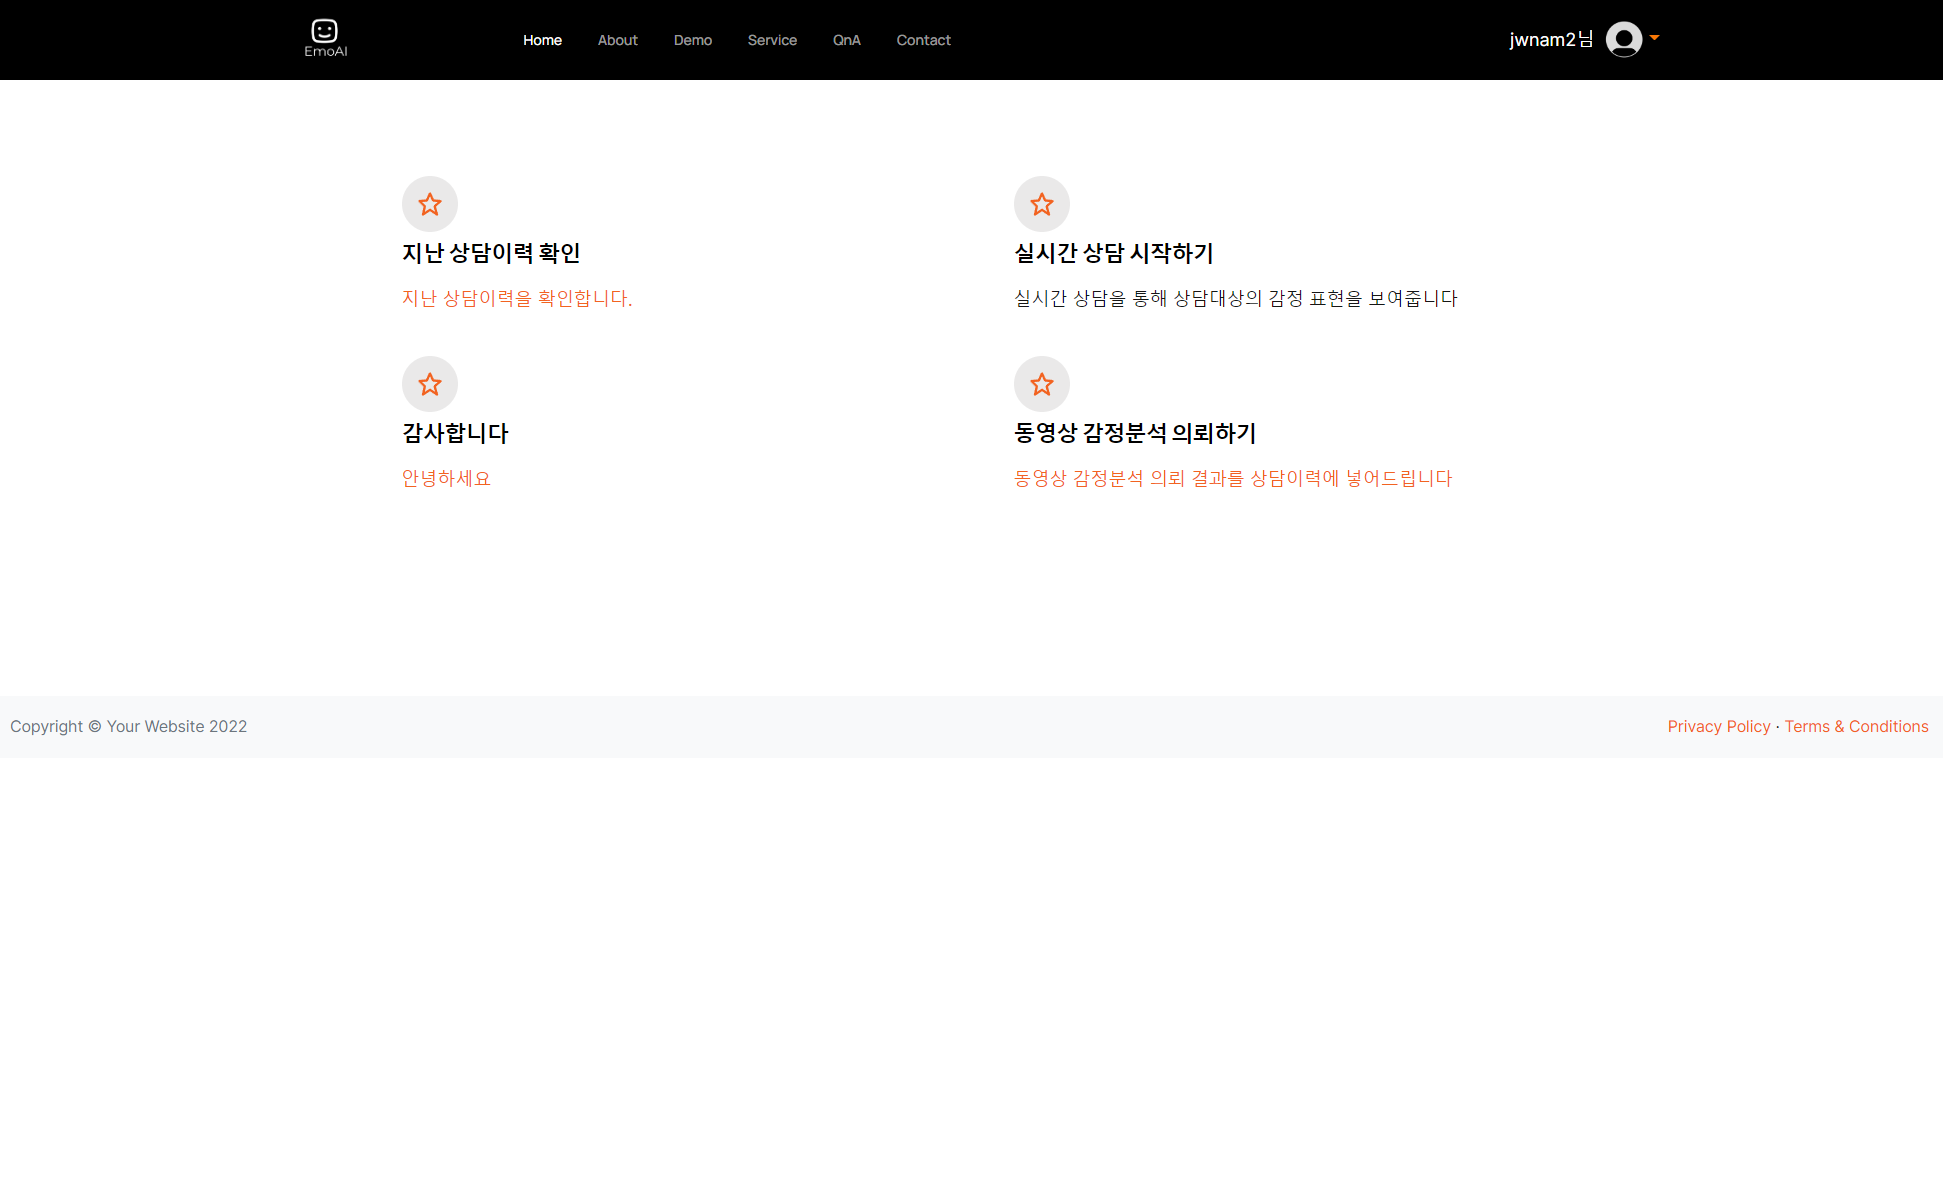 EmoAI
Home About Demo Service QnA Contact
jwnam2님
지난 상담이력 확인
지난 상담이력을 확인합니다.
실시간 상담 시작하기
실시간 상담을 통해 상담대상의 감정 표현을 보여줍니다
감사합니다
안녕하세요
동영상 감정분석 의뢰하기
동영상 감정분석 의뢰 결과를 상담이력에 넣어드립니다
Copyright © Your Website 2022
Privacy Policy · Terms & Conditions